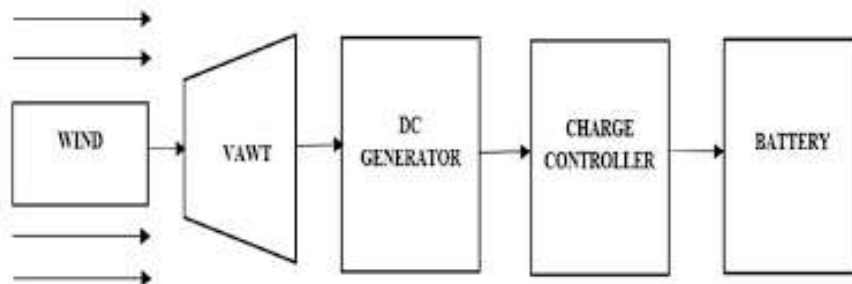 WIND
VAWT
DC
GENERATOR
CHARGE
CONTROLLER
BATTERY